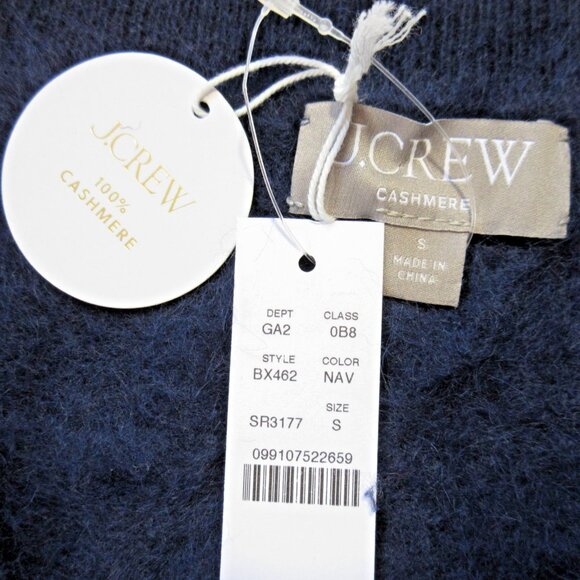 J.CREW
100%
CASHMERE
J.CREW
CASHMERE
S
MADE IN
CHINA
DEPT CLASS
GA2 0B8
STYLE COLOR
BX462 NAV
SIZE
SR3177 S
099107522659